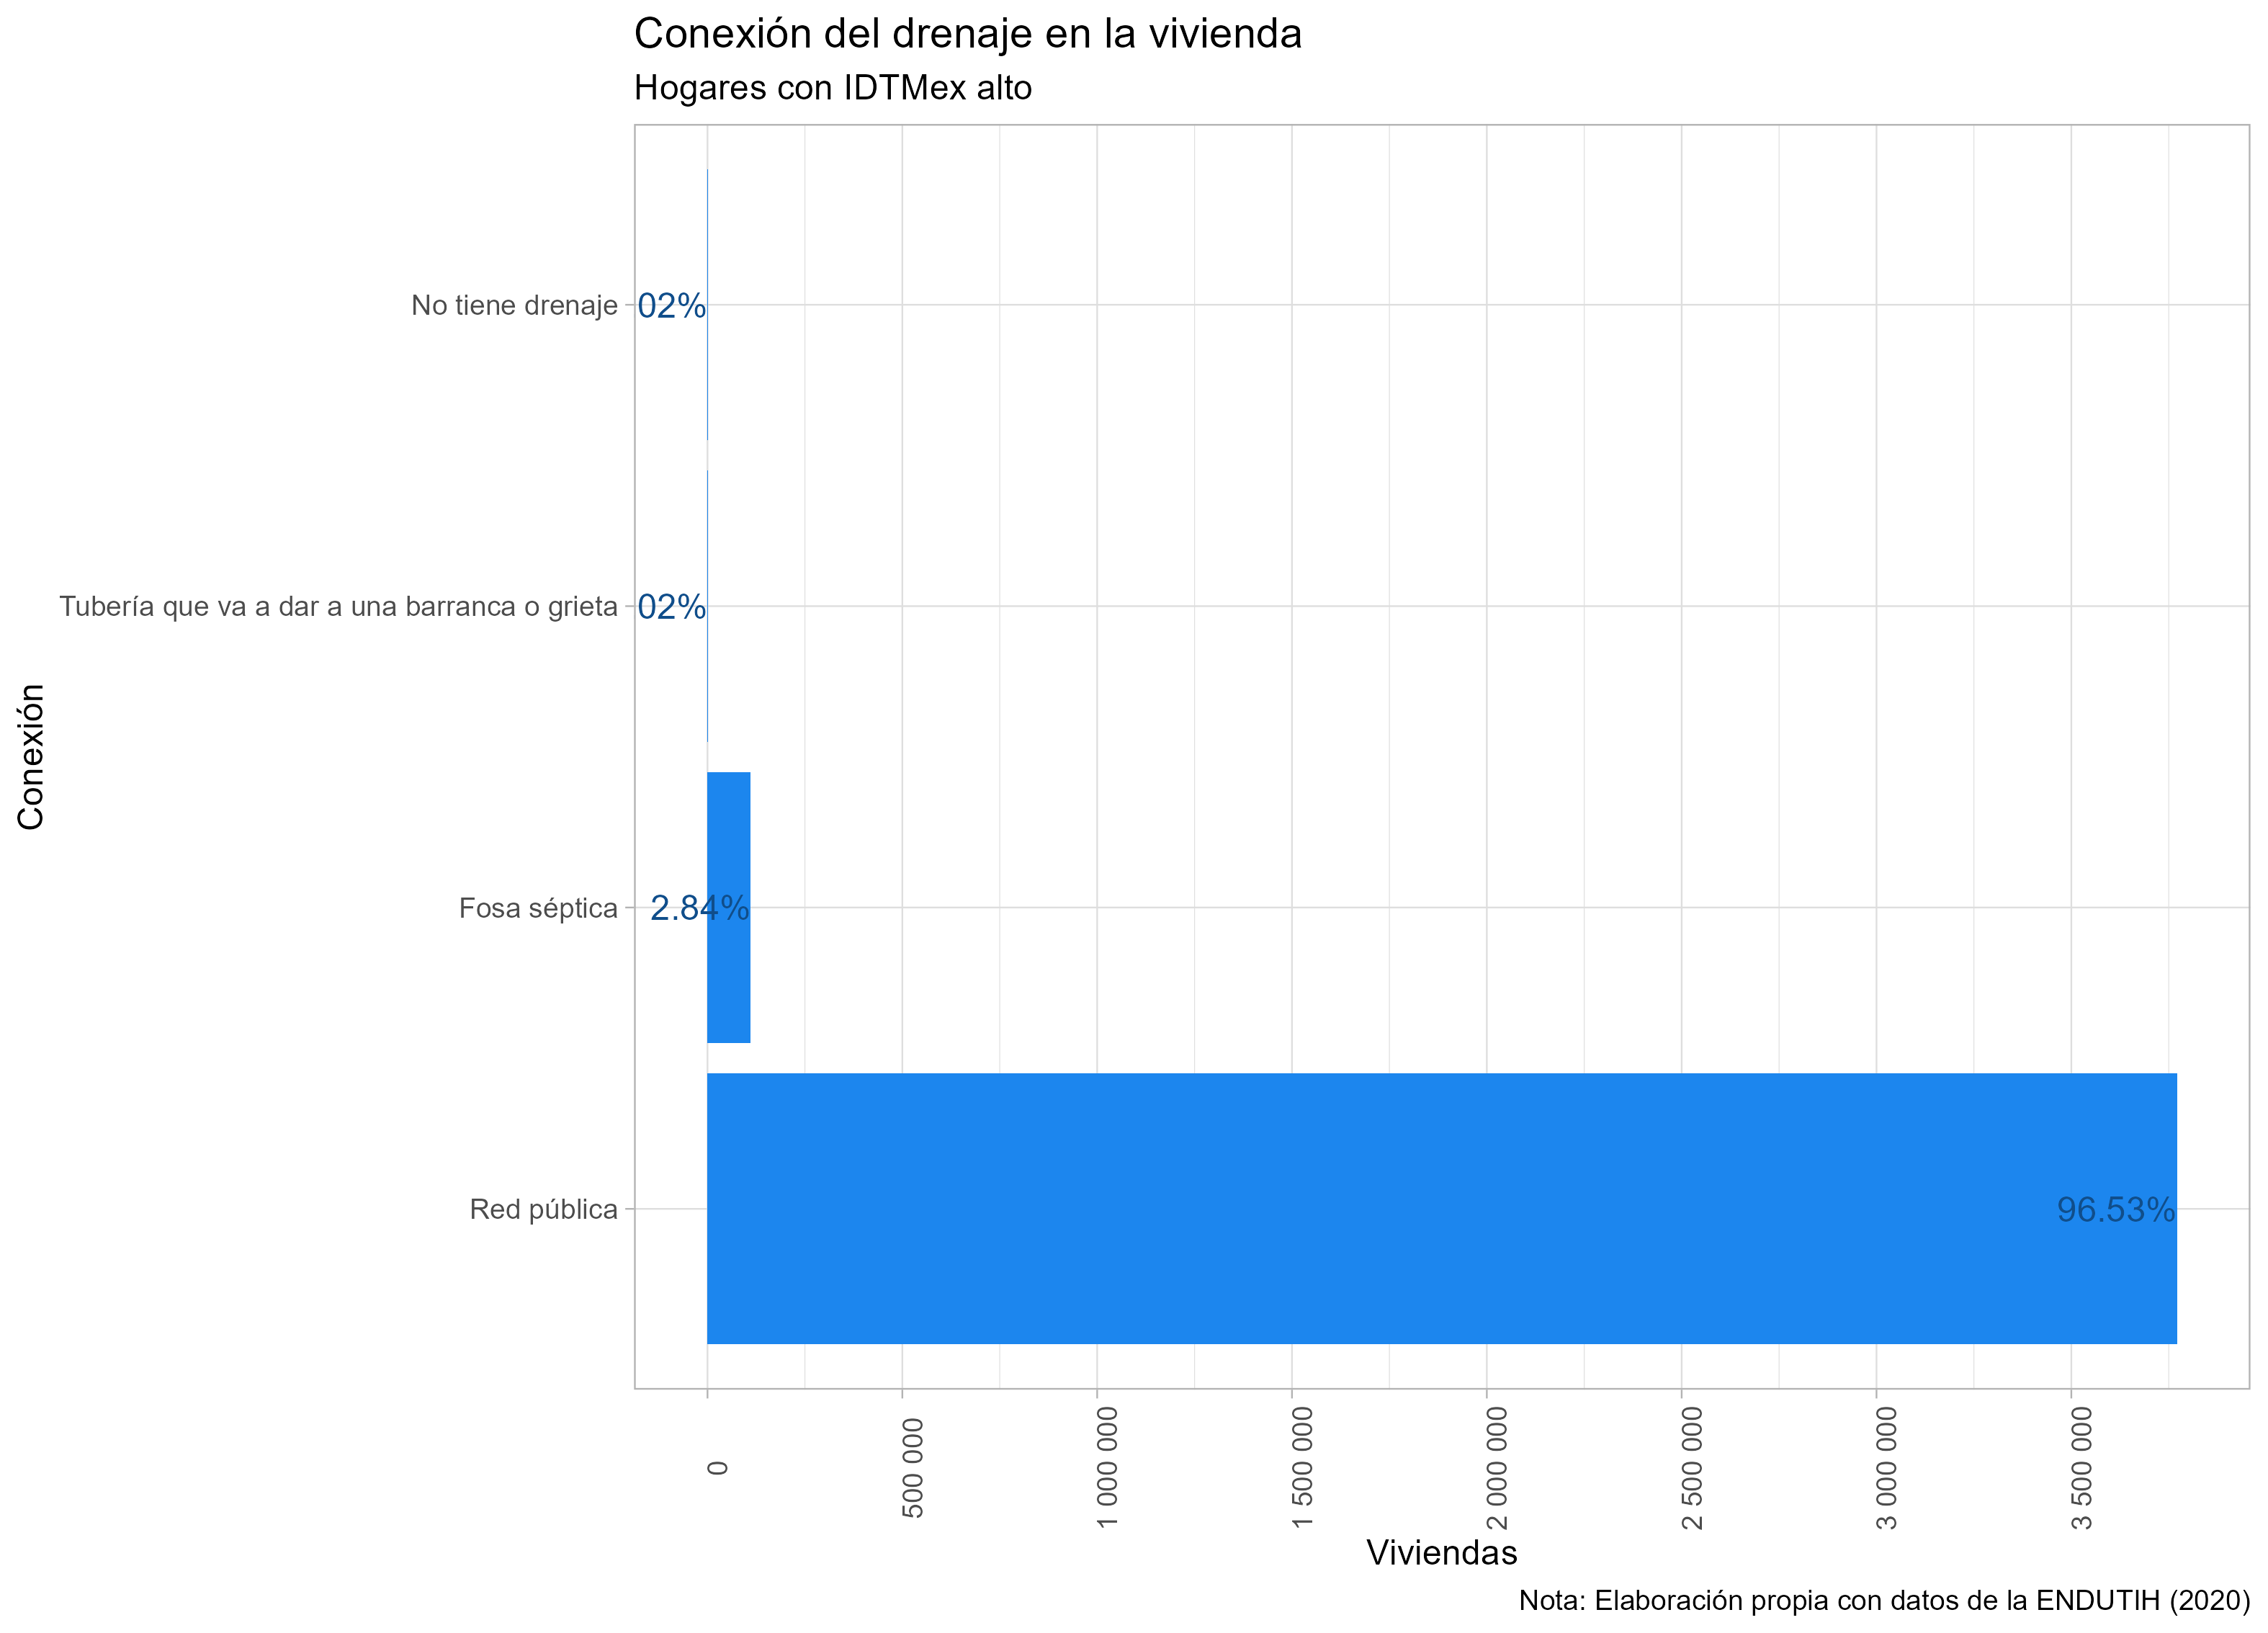 Conexión del drenaje en la vivienda
Hogares con IDTMex alto
Conexión
No tiene drenaje
02%
Tubería que va a dar a una barranca o grieta
02%
Fosa séptica
2.84%
Red pública
96.53%
0
500 000
1 000 000
1 500 000
2 000 000
2 500 000
3 000 000
3 500 000
Viviendas
Nota: Elaboración propia con datos de la ENDUTIH (2020)